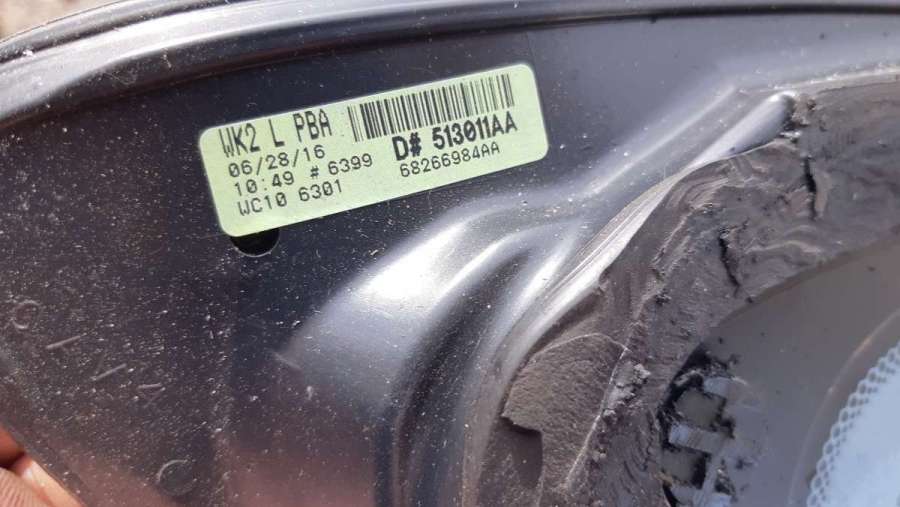 WK2 L PBA
06/28/16
10:49 # 6399
WC10 6301
D# 513011AA
68266984AA